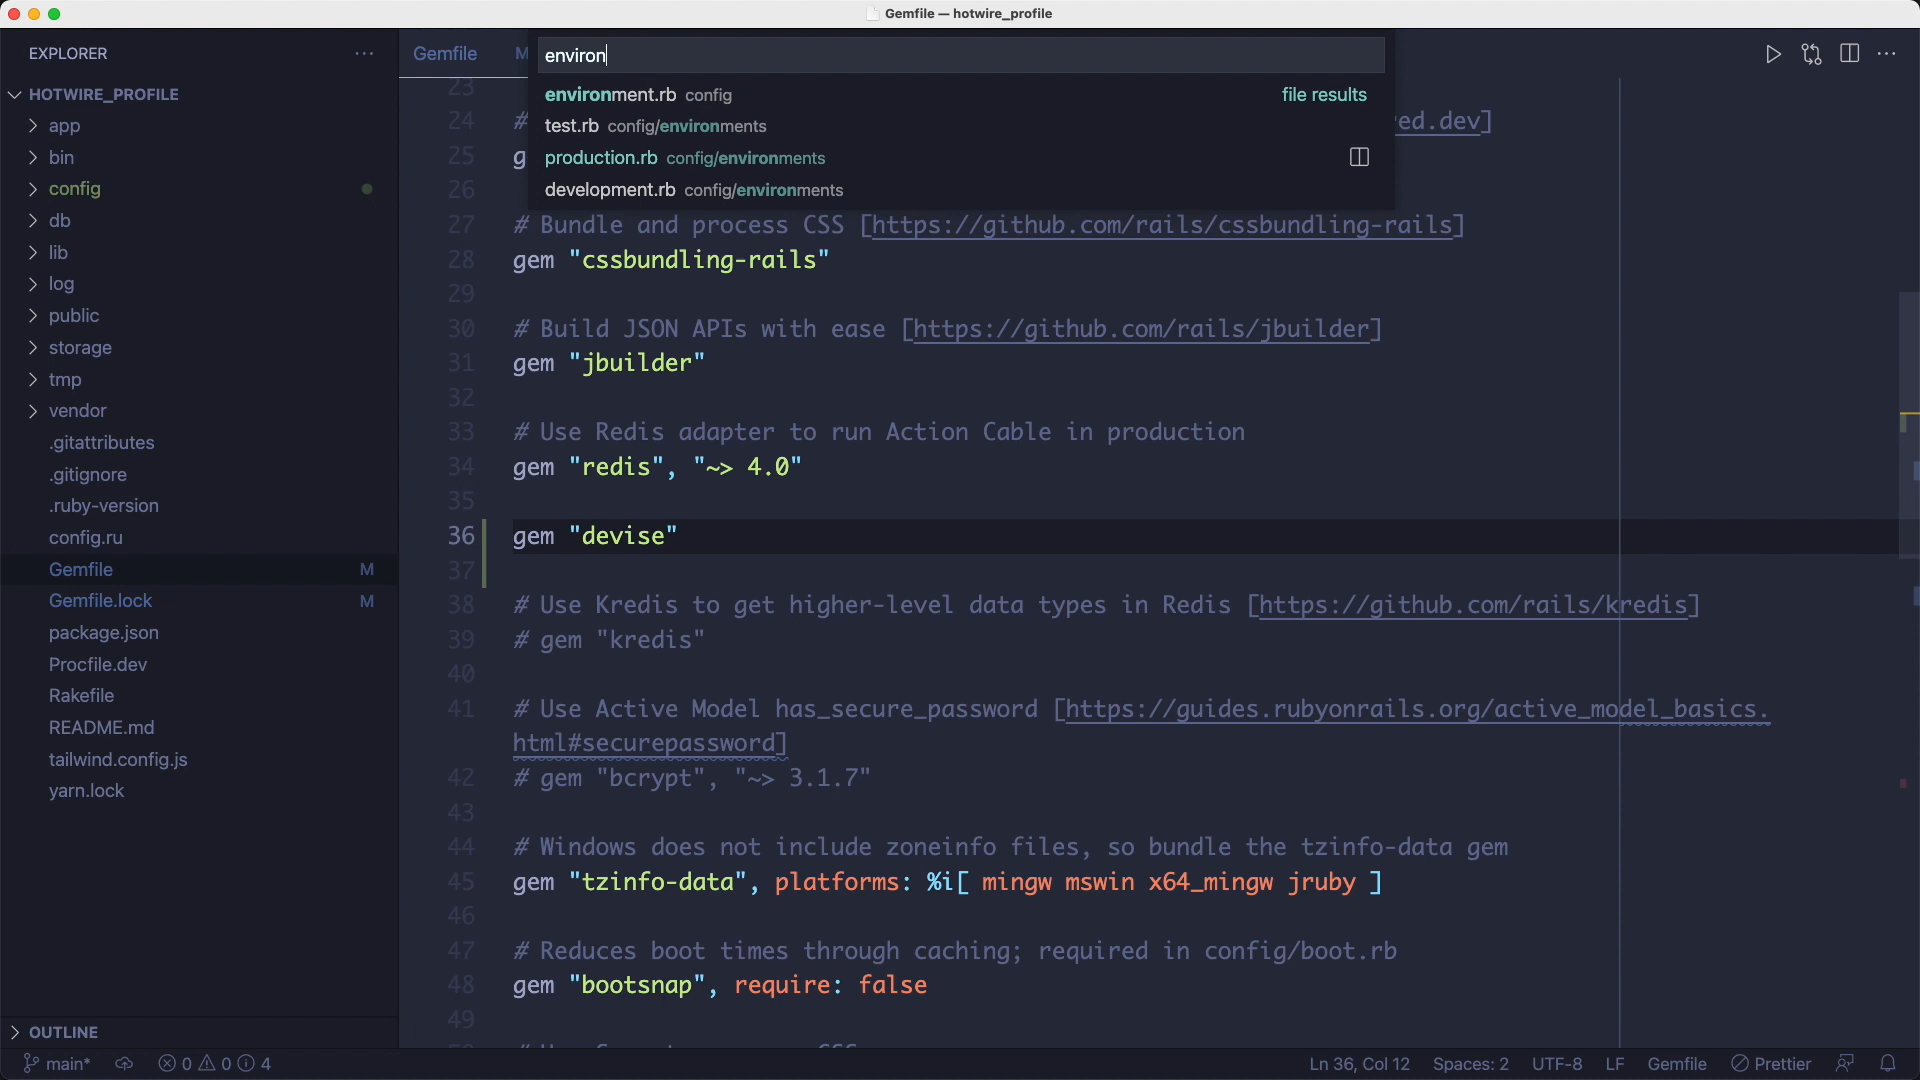 Gemfile — hotwire_profile
EXPLORER
HOTWIRE_PROFILE
app
bin
config
db
lib
log
public
storage
tmp
vendor
.gitattributes
.gitignore
.ruby-version
config.ru
Gemfile M
Gemfile.lock M
package.json
Procfile.dev
Rakefile
README.md
tailwind.config.js
yarn.lock
OUTLINE
Gemfile M
environ
environment.rb config file results
test.rb config/environments
production.rb config/environments
development.rb config/environments
23
24 # ed.dev]
25 g
26
27 # Bundle and process CSS [https://github.com/rails/cssbundling-rails]
28 gem "cssbundling-rails"
29
30 # Build JSON APIs with ease [https://github.com/rails/jbuilder]
31 gem "jbuilder"
32
33 # Use Redis adapter to run Action Cable in production
34 gem "redis", "~> 4.0"
35
36 gem "devise"
37
38 # Use Kredis to get higher-level data types in Redis [https://github.com/rails/kredis]
39 # gem "kredis"
40
41 # Use Active Model has_secure_password [https://guides.rubyonrails.org/active_model_basics.
html#securepassword]
42 # gem "bcrypt", "~> 3.1.7"
43
44 # Windows does not include zoneinfo files, so bundle the tzinfo-data gem
45 gem "tzinfo-data", platforms: %i[ mingw mswin x64_mingw jruby ]
46
47 # Reduces boot times through caching; required in config/boot.rb
48 gem "bootsnap", require: false
49
main* 0 0 4 Ln 36, Col 12 Spaces: 2 UTF-8 LF Gemfile Prettier